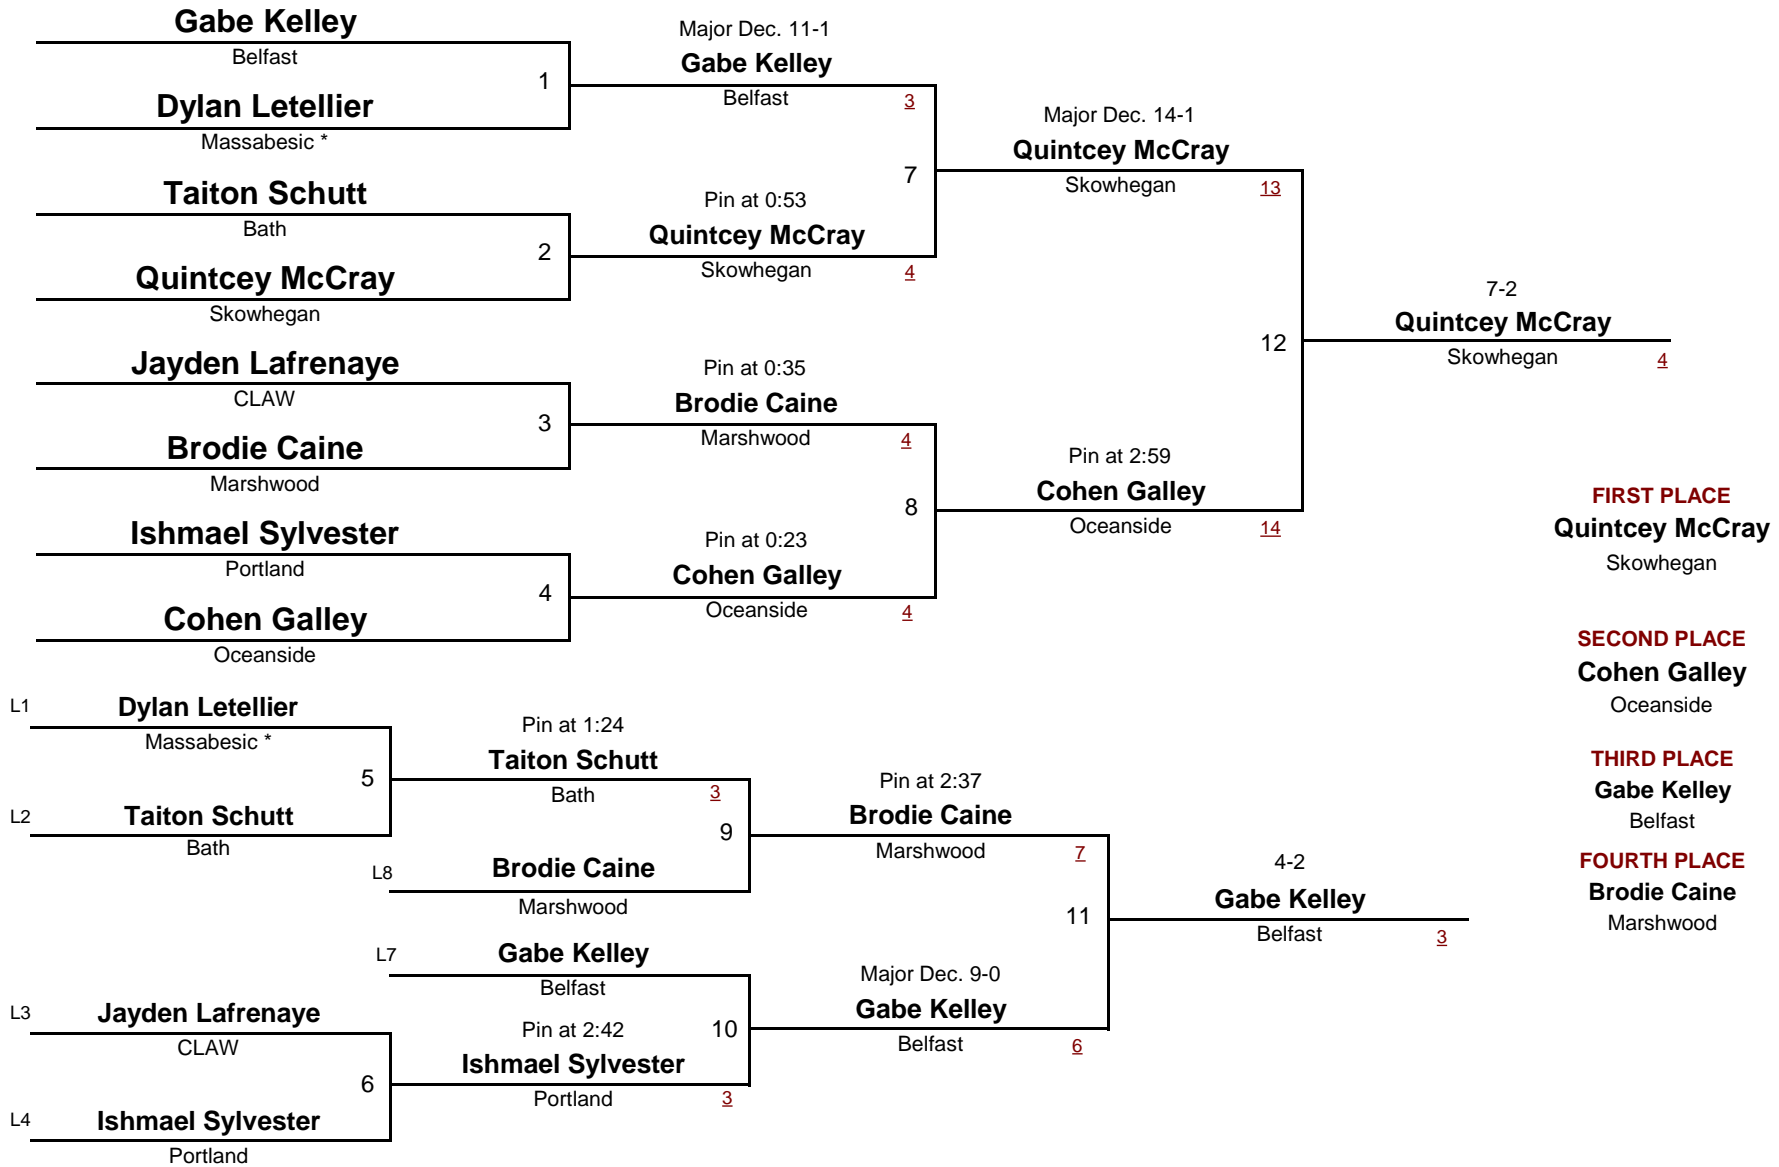 Gabe Kelley
Belfast
1
Dylan Letellier
Massabesic *
Taiton Schutt
Bath
2
Quintcey McCray
Skowhegan
Jayden Lafrenaye
CLAW
3
Brodie Caine
Marshwood
Ishmael Sylvester
Portland
4
Cohen Galley
Oceanside
Major Dec. 11-1
Gabe Kelley
Belfast 3
7
Pin at 0:53
Quintcey McCray
Skowhegan 4
Pin at 0:35
Brodie Caine
Marshwood 4
8
Pin at 0:23
Cohen Galley
Oceanside 4
Major Dec. 14-1
Quintcey McCray
Skowhegan 13
12
Pin at 2:59
Cohen Galley
Oceanside 14
7-2
Quintcey McCray
Skowhegan 4
FIRST PLACE
Quintcey McCray
Skowhegan
SECOND PLACE
Cohen Galley
Oceanside
THIRD PLACE
Gabe Kelley
Belfast
FOURTH PLACE
Brodie Caine
Marshwood
L1 Dylan Letellier
Massabesic *
5
L2 Taiton Schutt
Bath
Pin at 1:24
Taiton Schutt
Bath 3
9
L8 Brodie Caine
Marshwood
L7 Gabe Kelley
Belfast
10
L3 Jayden Lafrenaye
CLAW
6
L4 Ishmael Sylvester
Portland
Pin at 2:42
Ishmael Sylvester
Portland 3
Pin at 2:37
Brodie Caine
Marshwood 7
11
Major Dec. 9-0
Gabe Kelley
Belfast 6
4-2
Gabe Kelley
Belfast 3